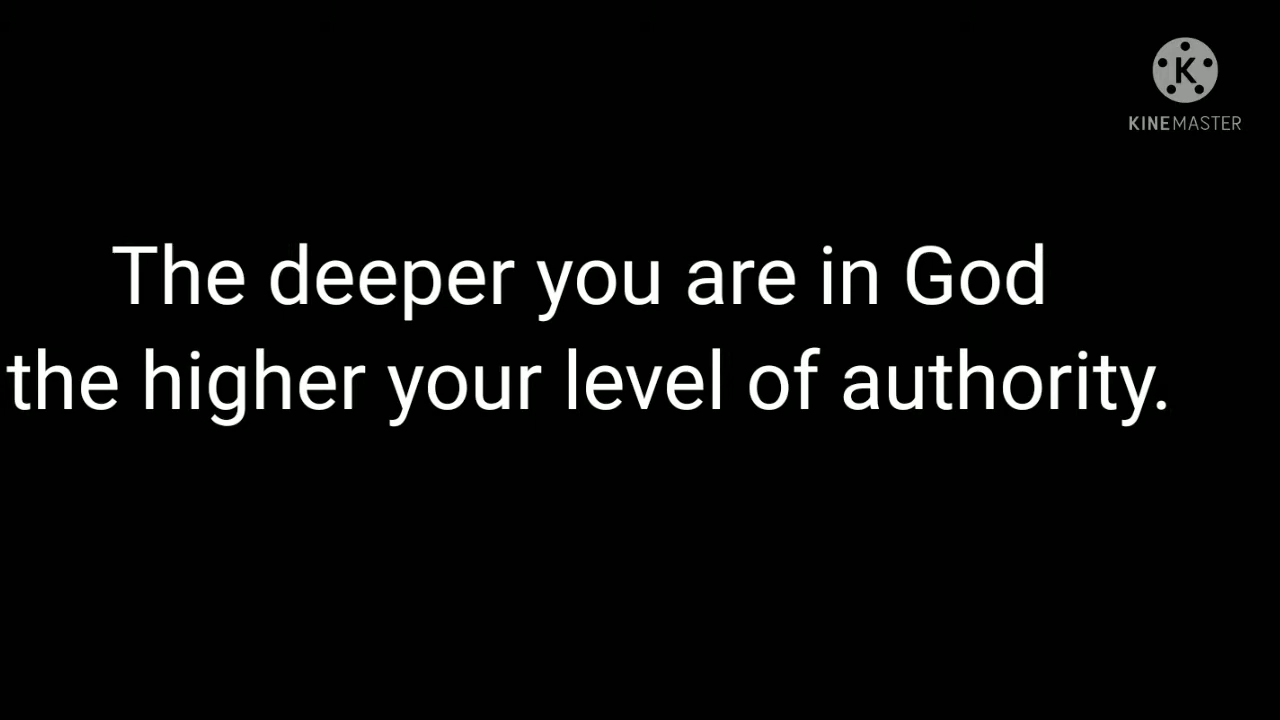 K
KINEMASTER
The deeper you are in God
the higher your level of authority.